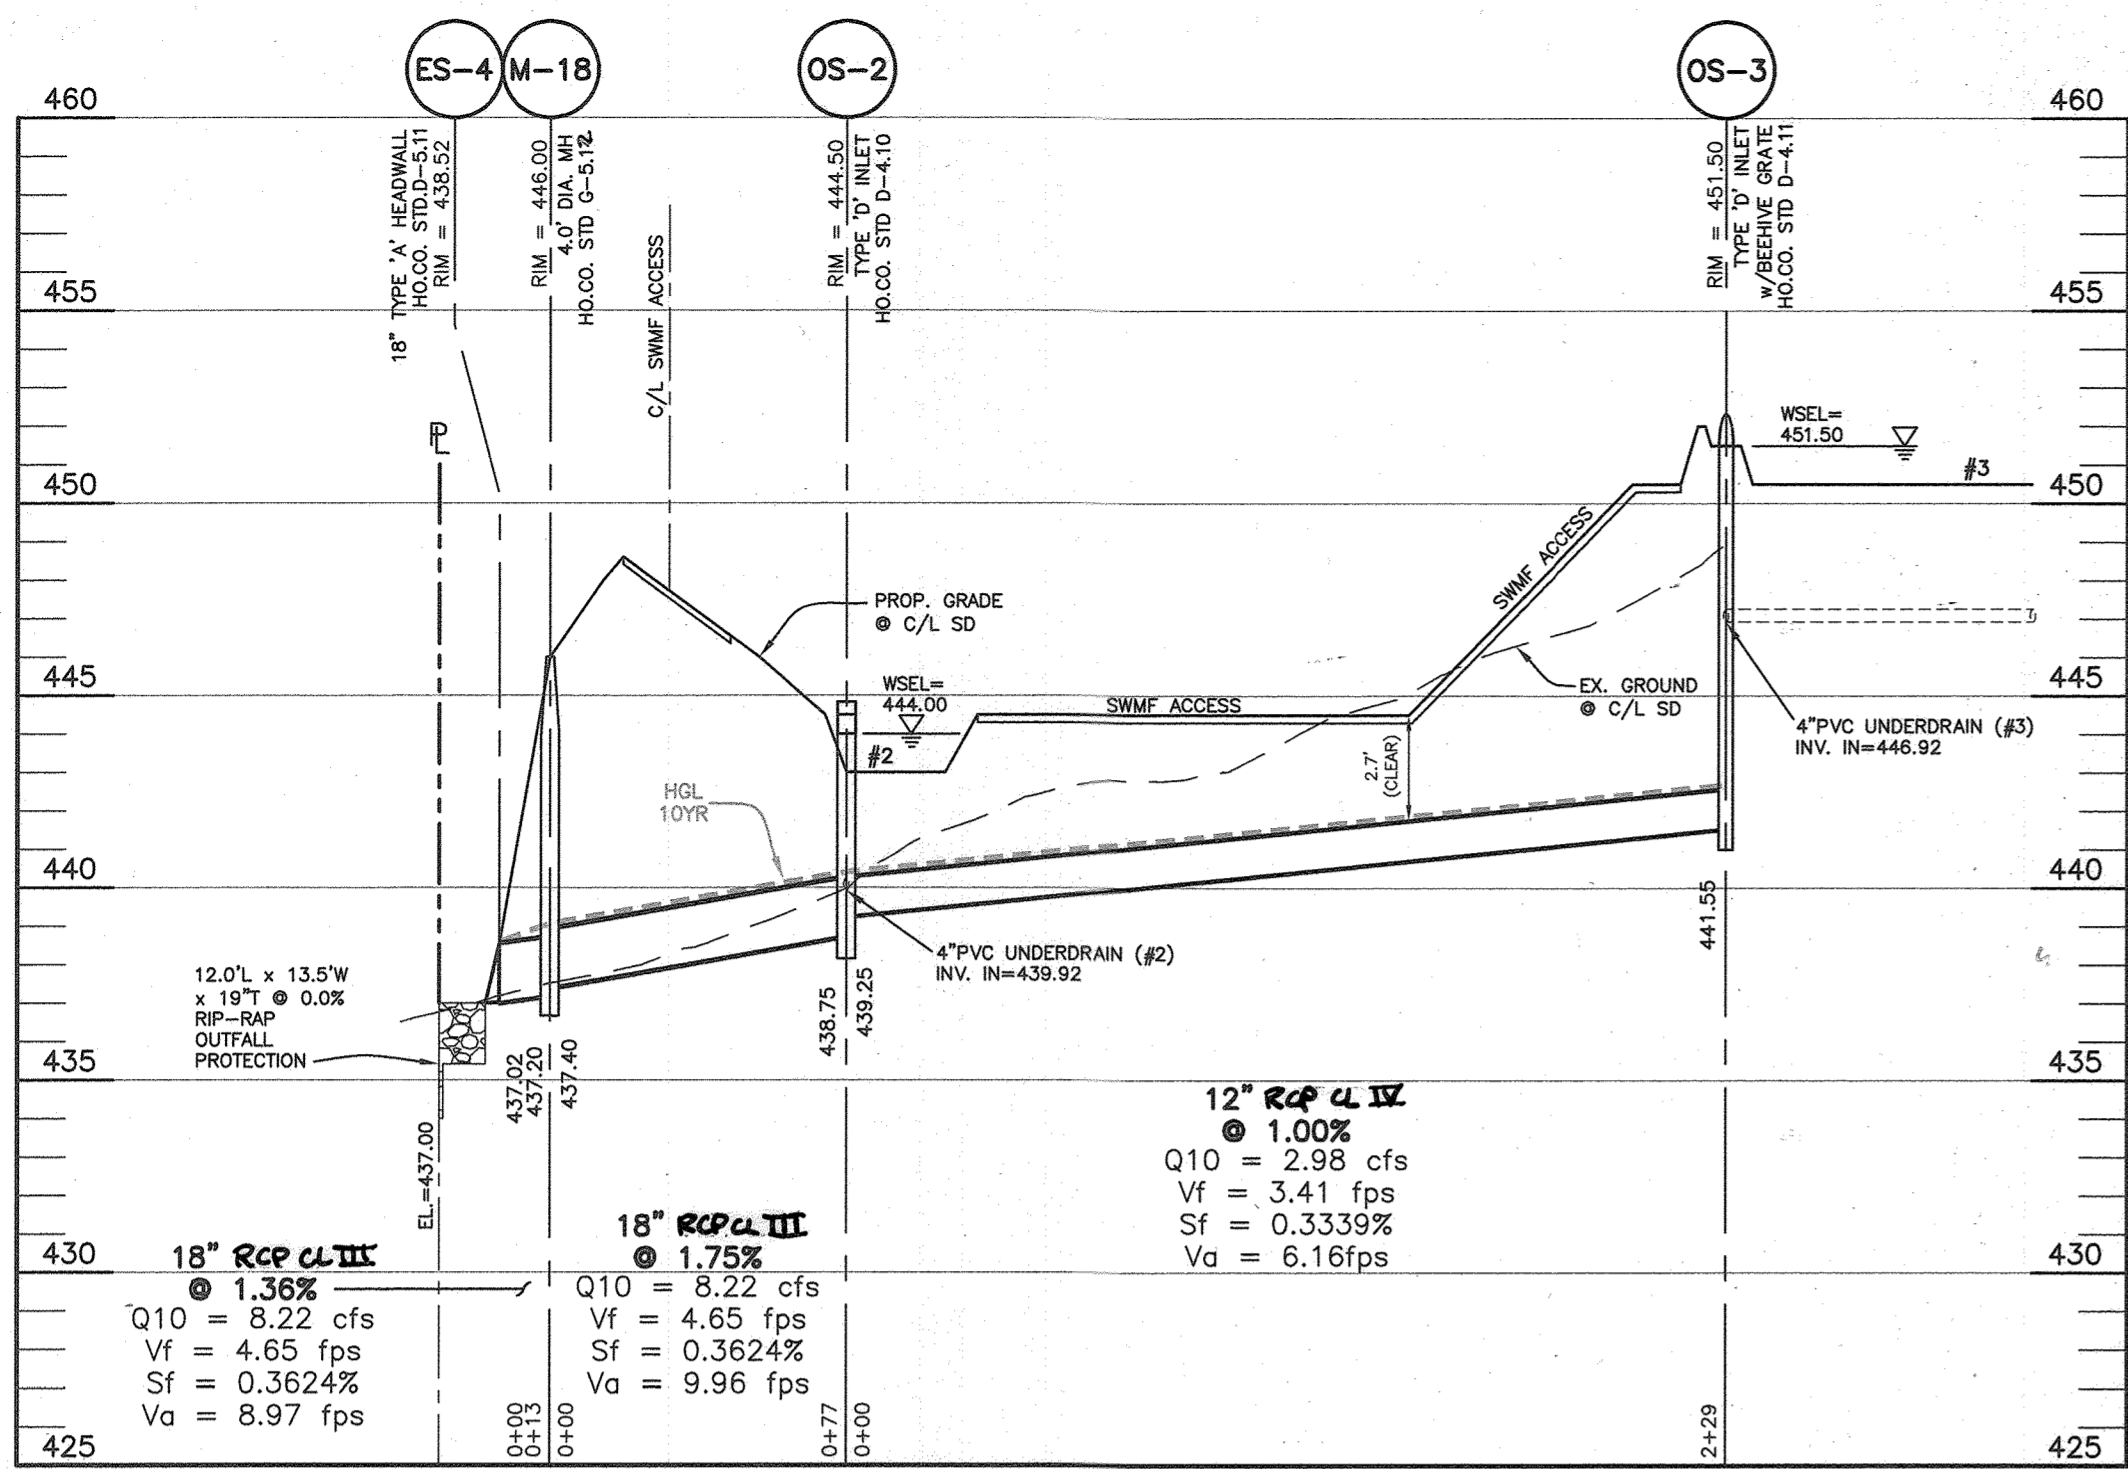 ES-4
M-18
OS-2
OS-3
460
460
18" TYPE 'A' HEADWALL
HO.CO. STD.D-5.11
RIM = 438.52
RIM = 446.00
4.0' DIA. MH
HO.CO. STD G-5.12
C/L SWMF ACCESS
RIM = 444.50
TYPE 'D' INLET
HO.CO. STD D-4.10
RIM = 451.50
TYPE 'D' INLET
w/BEEHIVE GRATE
HO.CO. STD D-4.11
455
455
PL
WSEL=
451.50
#3
450
450
SWMF ACCESS
PROP. GRADE
@ C/L SD
WSEL=
444.00
#2
445
445
SWMF ACCESS
EX. GROUND
@ C/L SD
4"PVC UNDERDRAIN (#3)
INV. IN=446.92
2.7'
(CLEAR)
HGL
10YR
440
440
441.55
4"PVC UNDERDRAIN (#2)
INV. IN=439.92
12.0'L x 13.5'W
x 19"T @ 0.0%
RIP-RAP
OUTFALL
PROTECTION
438.75
439.25
435
435
437.02
437.20
437.40
EL.=437.00
12" RCP CL IV
@ 1.00%
Q10 = 2.98 cfs
Vf = 3.41 fps
Sf = 0.3339%
Va = 6.16fps
430
430
18" RCP CL III
@ 1.36%
Q10 = 8.22 cfs
Vf = 4.65 fps
Sf = 0.3624%
Va = 8.97 fps
18" RCP CL III
@ 1.75%
Q10 = 8.22 cfs
Vf = 4.65 fps
Sf = 0.3624%
Va = 9.96 fps
0+00
0+13
0+00
0+77
0+00
2+29
425
425